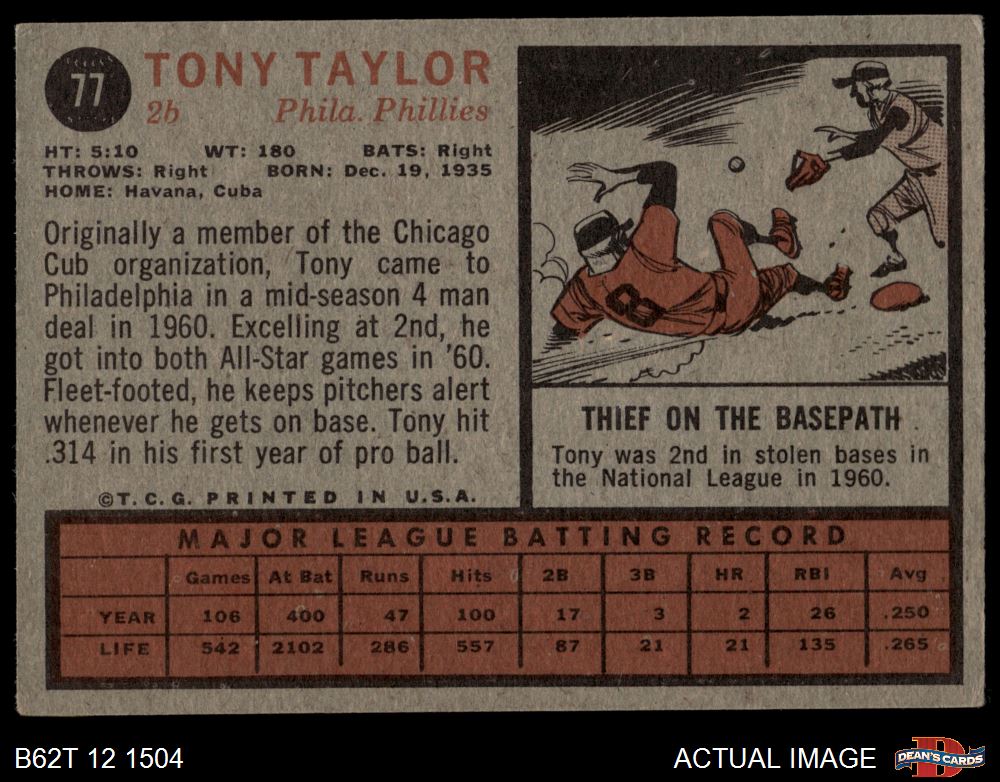 77
TONY TAYLOR
2b Phila. Phillies
HT: 5:10 WT: 180 BATS: Right
THROWS: Right BORN: Dec. 19, 1935
HOME: Havana, Cuba
Originally a member of the Chicago
Cub organization, Tony came to
Philadelphia in a mid-season 4 man
deal in 1960. Excelling at 2nd, he
got into both All-Star games in '60.
Fleet-footed, he keeps pitchers alert
whenever he gets on base. Tony hit
.314 in his first year of pro ball.
©T.C.G. PRINTED IN U.S.A.
8
THIEF ON THE BASEPATH
Tony was 2nd in stolen bases in
the National League in 1960.
MAJOR LEAGUE BATTING RECORD
Games At Bat Runs Hits 2B 3B HR RBI Avg
YEAR 106 400 47 100 17 3 2 26 .250
LIFE 542 2102 286 557 87 21 21 135 .265
B62T 12 1504
ACTUAL IMAGE
D
DEAN'S CARDS